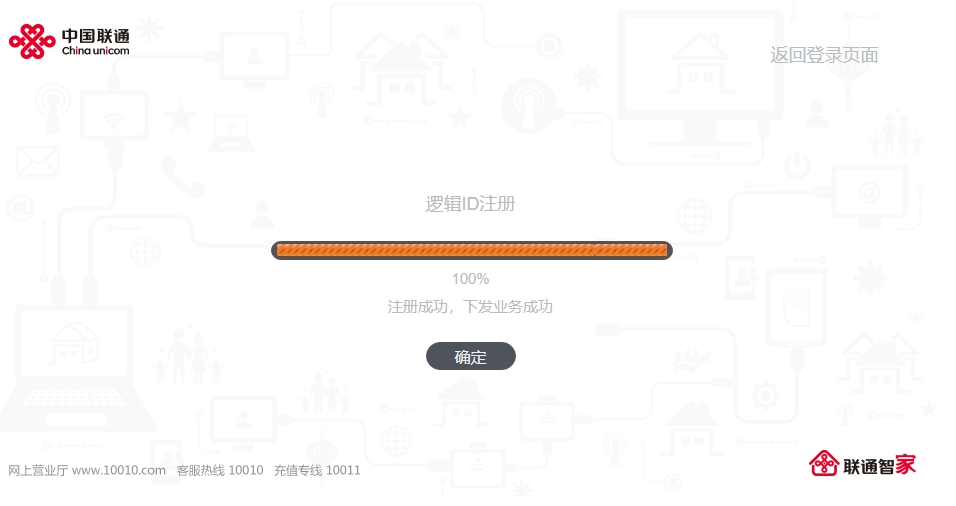 中国联通
China unicom
返回登录页面
逻辑ID注册
100%
注册成功，下发业务成功
确定
网上营业厅 www.10010.com 客服热线 10010 充值专线 10011
联通智家